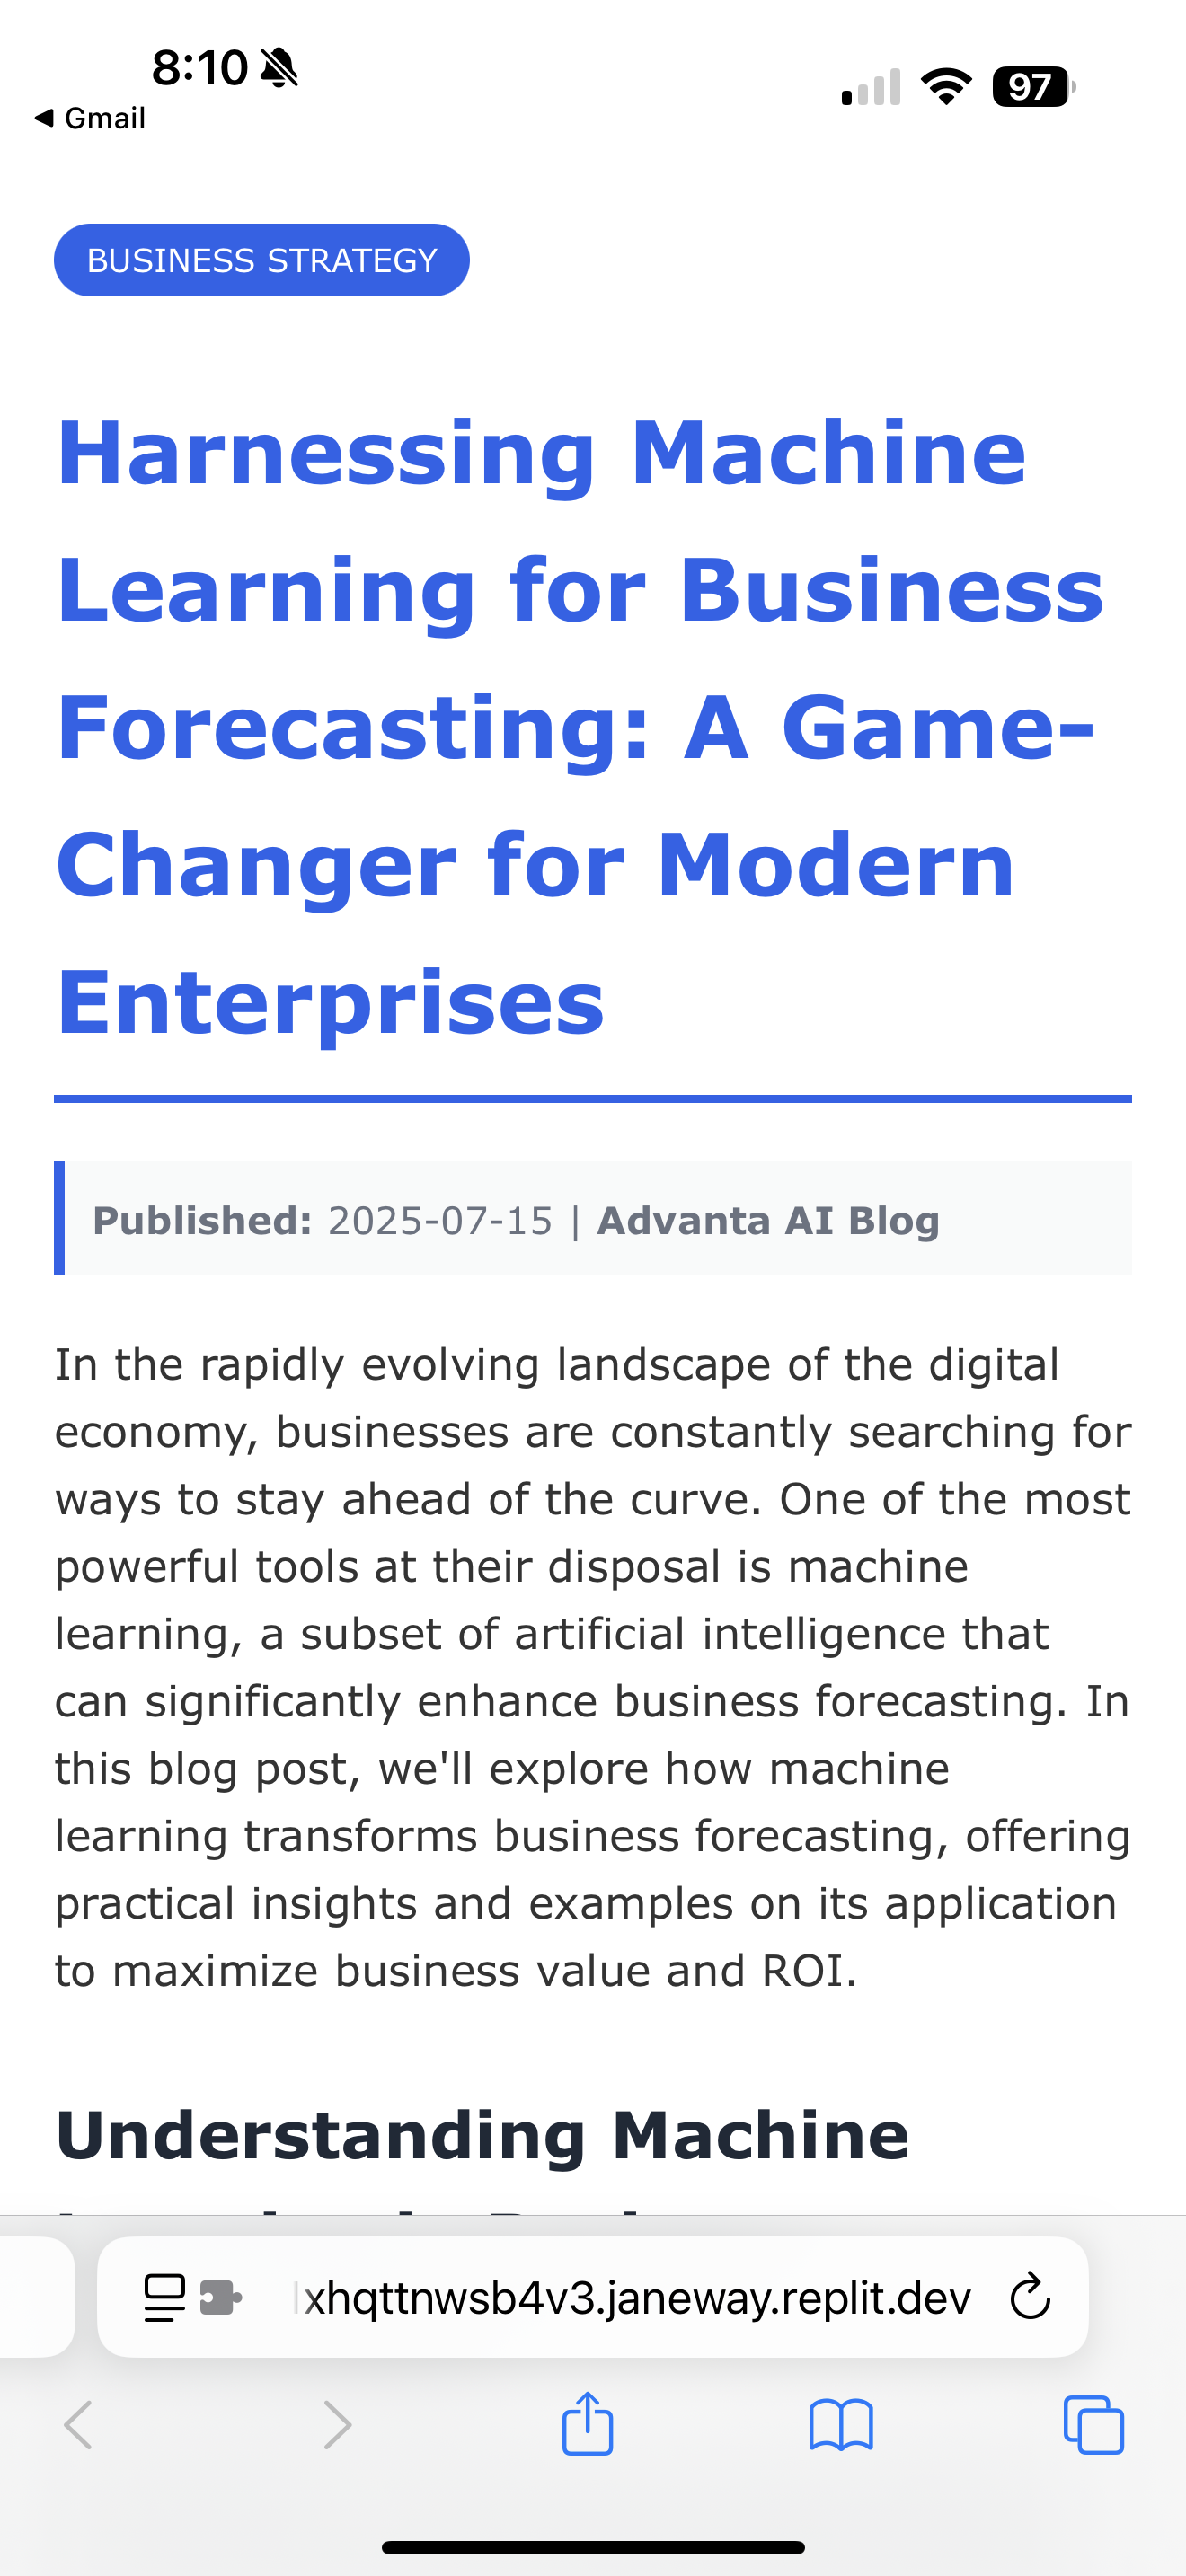 8:10
97
Gmail
BUSINESS STRATEGY
Harnessing Machine
Learning for Business
Forecasting: A Game-
Changer for Modern
Enterprises
Published: 2025-07-15 | Advanta AI Blog
In the rapidly evolving landscape of the digital
economy, businesses are constantly searching for
ways to stay ahead of the curve. One of the most
powerful tools at their disposal is machine
learning, a subset of artificial intelligence that
can significantly enhance business forecasting. In
this blog post, we'll explore how machine
learning transforms business forecasting, offering
practical insights and examples on its application
to maximize business value and ROI.
Understanding Machine
xhqttnwsb4v3.janeway.replit.dev